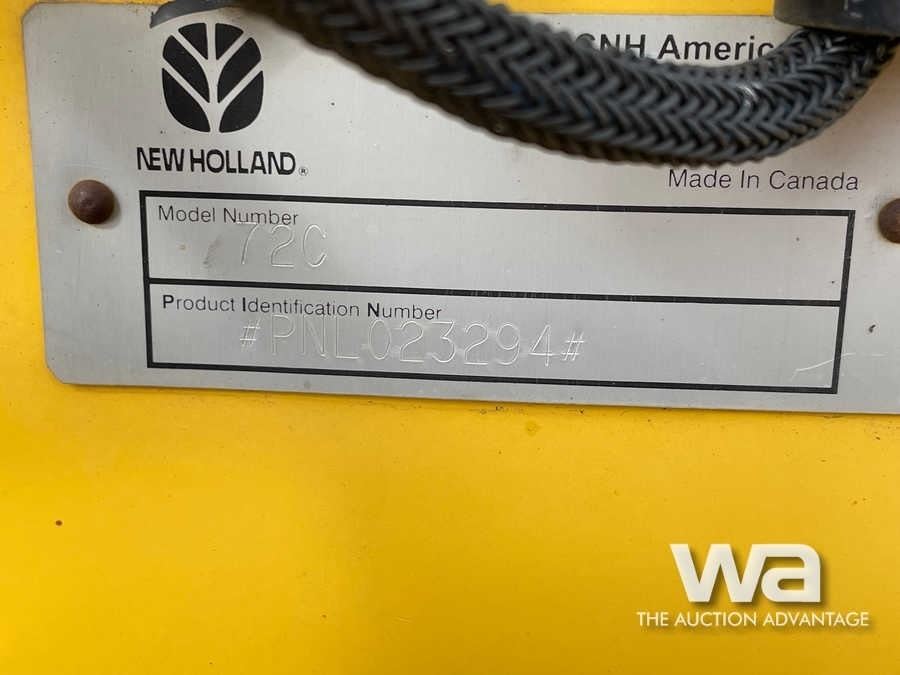 CNH Americ
NEW HOLLAND®
Made In Canada
Model Number
72C
Product Identification Number
#PNL023294#
wa
THE AUCTION ADVANTAGE